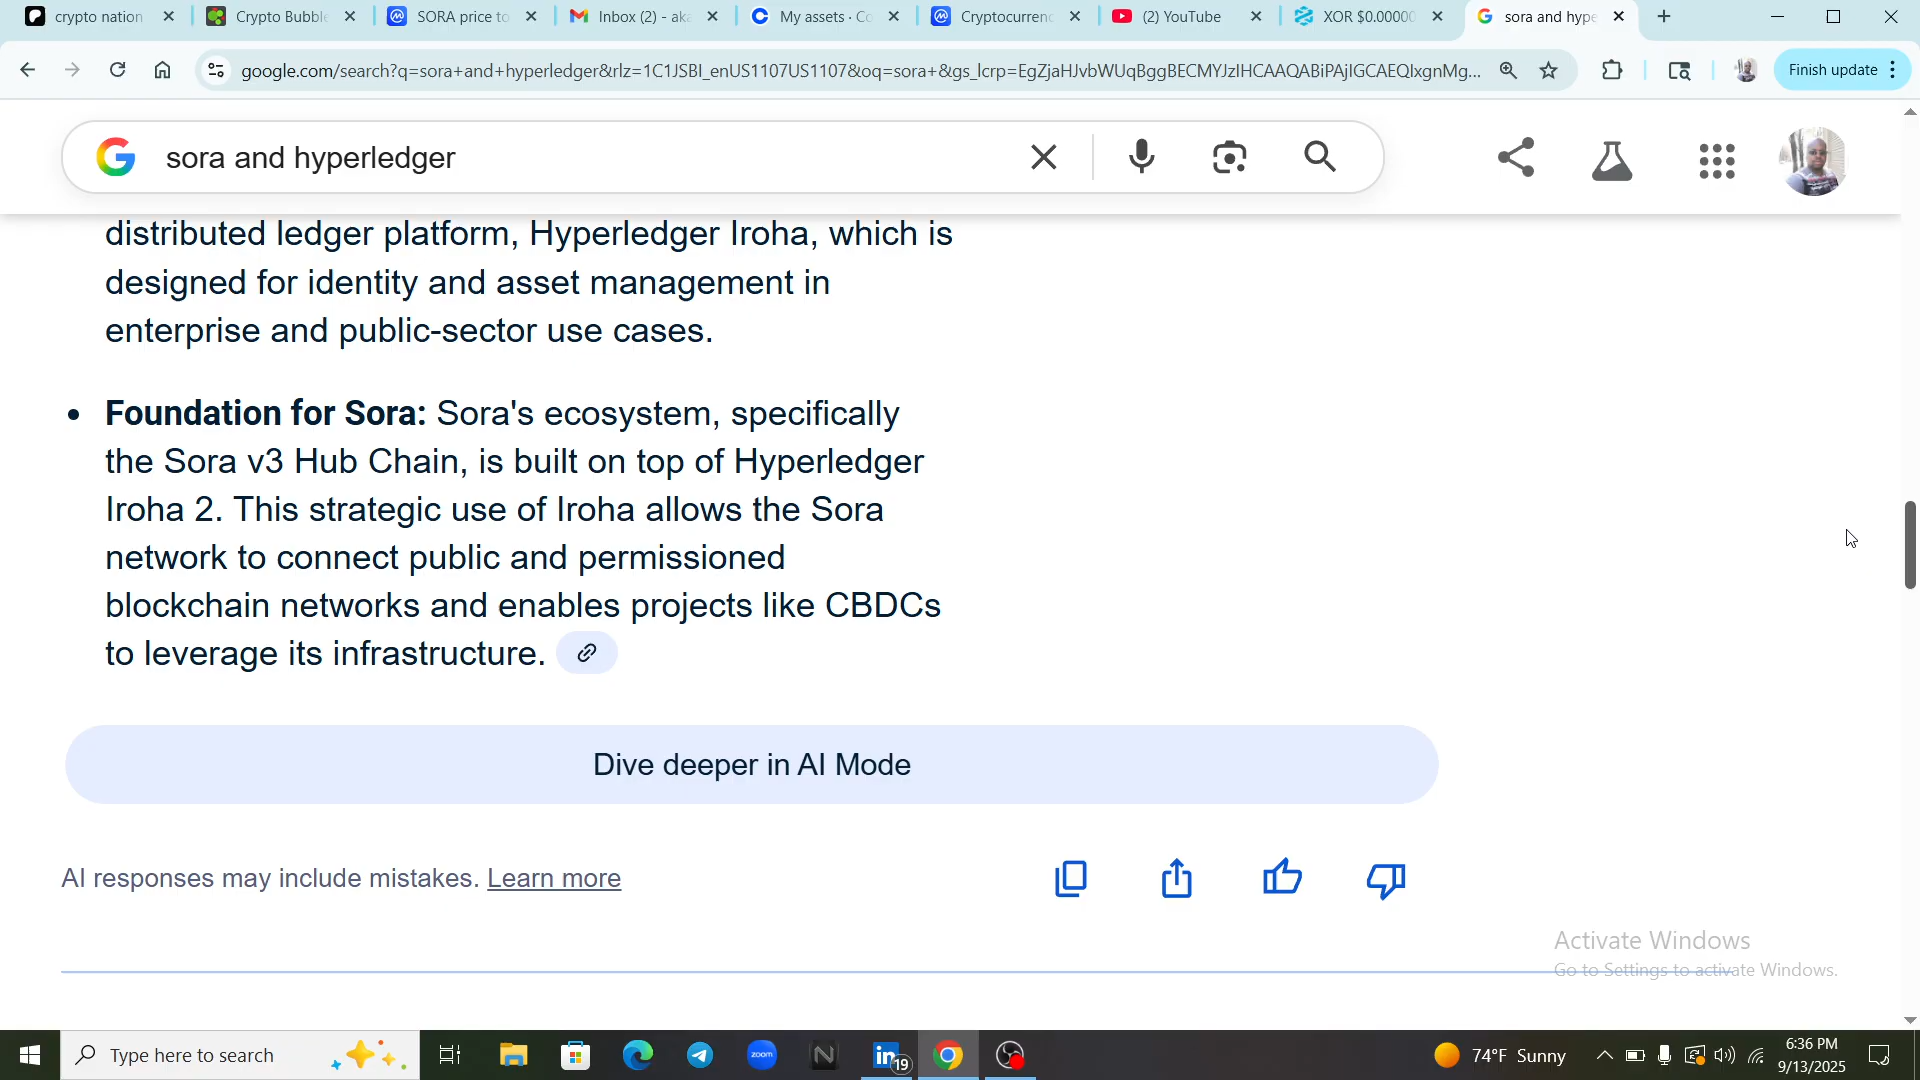 crypto nation
Crypto Bubbl
SORA price to
Inbox (2) - aka
My assets · Co
Cryptocurrenc
(2) YouTube
XOR $0.00000
sora and hype
google.com/search?q=sora+and+hyperledger&rlz=1C1JSBI_enUS1107US1107&oq=sora+&gs_lcrp=EgZjaHJvbWUqBggBECMYJzIHCAAQABiPAjIGCAEQIxgnMg...
Finish update
sora and hyperledger
distributed ledger platform, Hyperledger Iroha, which is
designed for identity and asset management in
enterprise and public-sector use cases.
• Foundation for Sora: Sora's ecosystem, specifically
the Sora v3 Hub Chain, is built on top of Hyperledger
Iroha 2. This strategic use of Iroha allows the Sora
network to connect public and permissioned
blockchain networks and enables projects like CBDCs
to leverage its infrastructure.
Dive deeper in AI Mode
AI responses may include mistakes. Learn more
Activate Windows
Go to Settings to activate Windows.
Type here to search
zoom
N
in
19
74°F Sunny
6:36 PM
9/13/2025